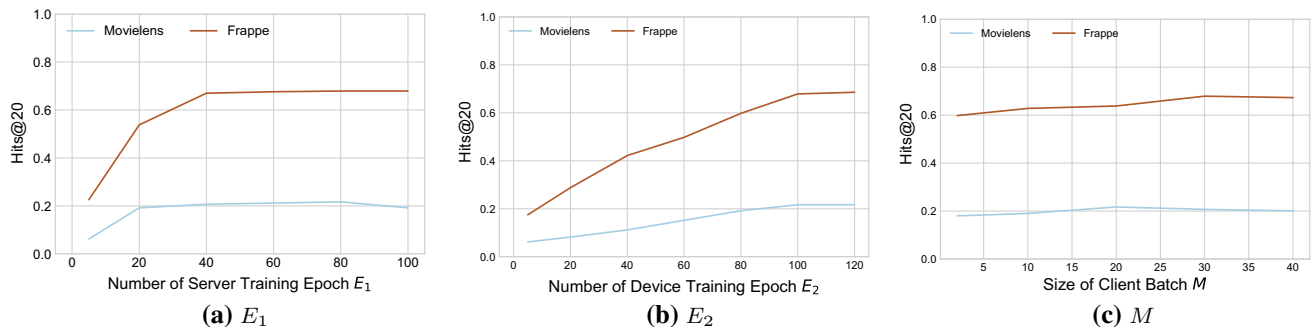 Movielens Frappe
Hits@20
1.0
0.8
0.6
0.4
0.2
0.0
0 20 40 60 80 100
Number of Server Training Epoch E₁
(a) E₁
Movielens Frappe
Hits@20
1.0
0.8
0.6
0.4
0.2
0.0
0 20 40 60 80 100 120
Number of Device Training Epoch E₂
(b) E₂
Movielens Frappe
Hits@20
1.0
0.8
0.6
0.4
0.2
0.0
5 10 15 20 25 30 35 40
Size of Client Batch M
(c) M